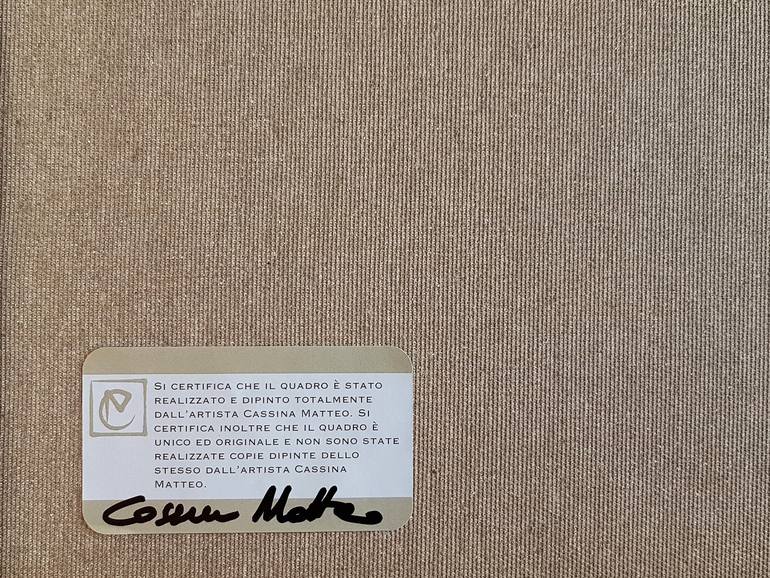 Si certifica che il quadro è stato
realizzato e dipinto totalmente
dall'artista Cassina Matteo. Si
certifica inoltre che il quadro è
unico ed originale e non sono state
realizzate copie dipinte dello
stesso dall'artista Cassina
Matteo.
Cassina Matteo